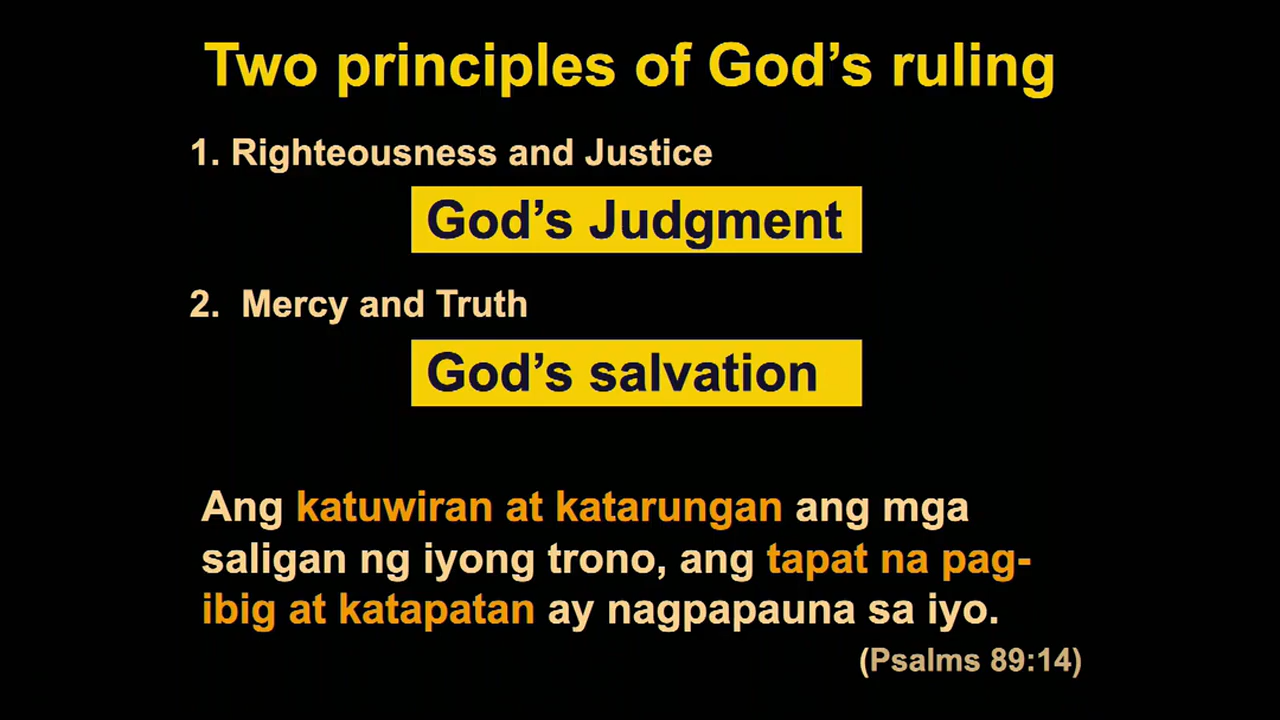 Two principles of God’s ruling
1. Righteousness and Justice
God’s Judgment
2. Mercy and Truth
God’s salvation
Ang katuwiran at katarungan ang mga
saligan ng iyong trono, ang tapat na pag-
ibig at katapatan ay nagpapauna sa iyo.
(Psalms 89:14)